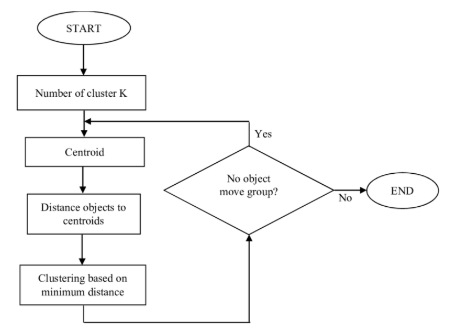 START
Number of cluster K
Yes
Centroid
No object
move group?
No
END
Distance objects to
centroids
Clustering based on
minimum distance